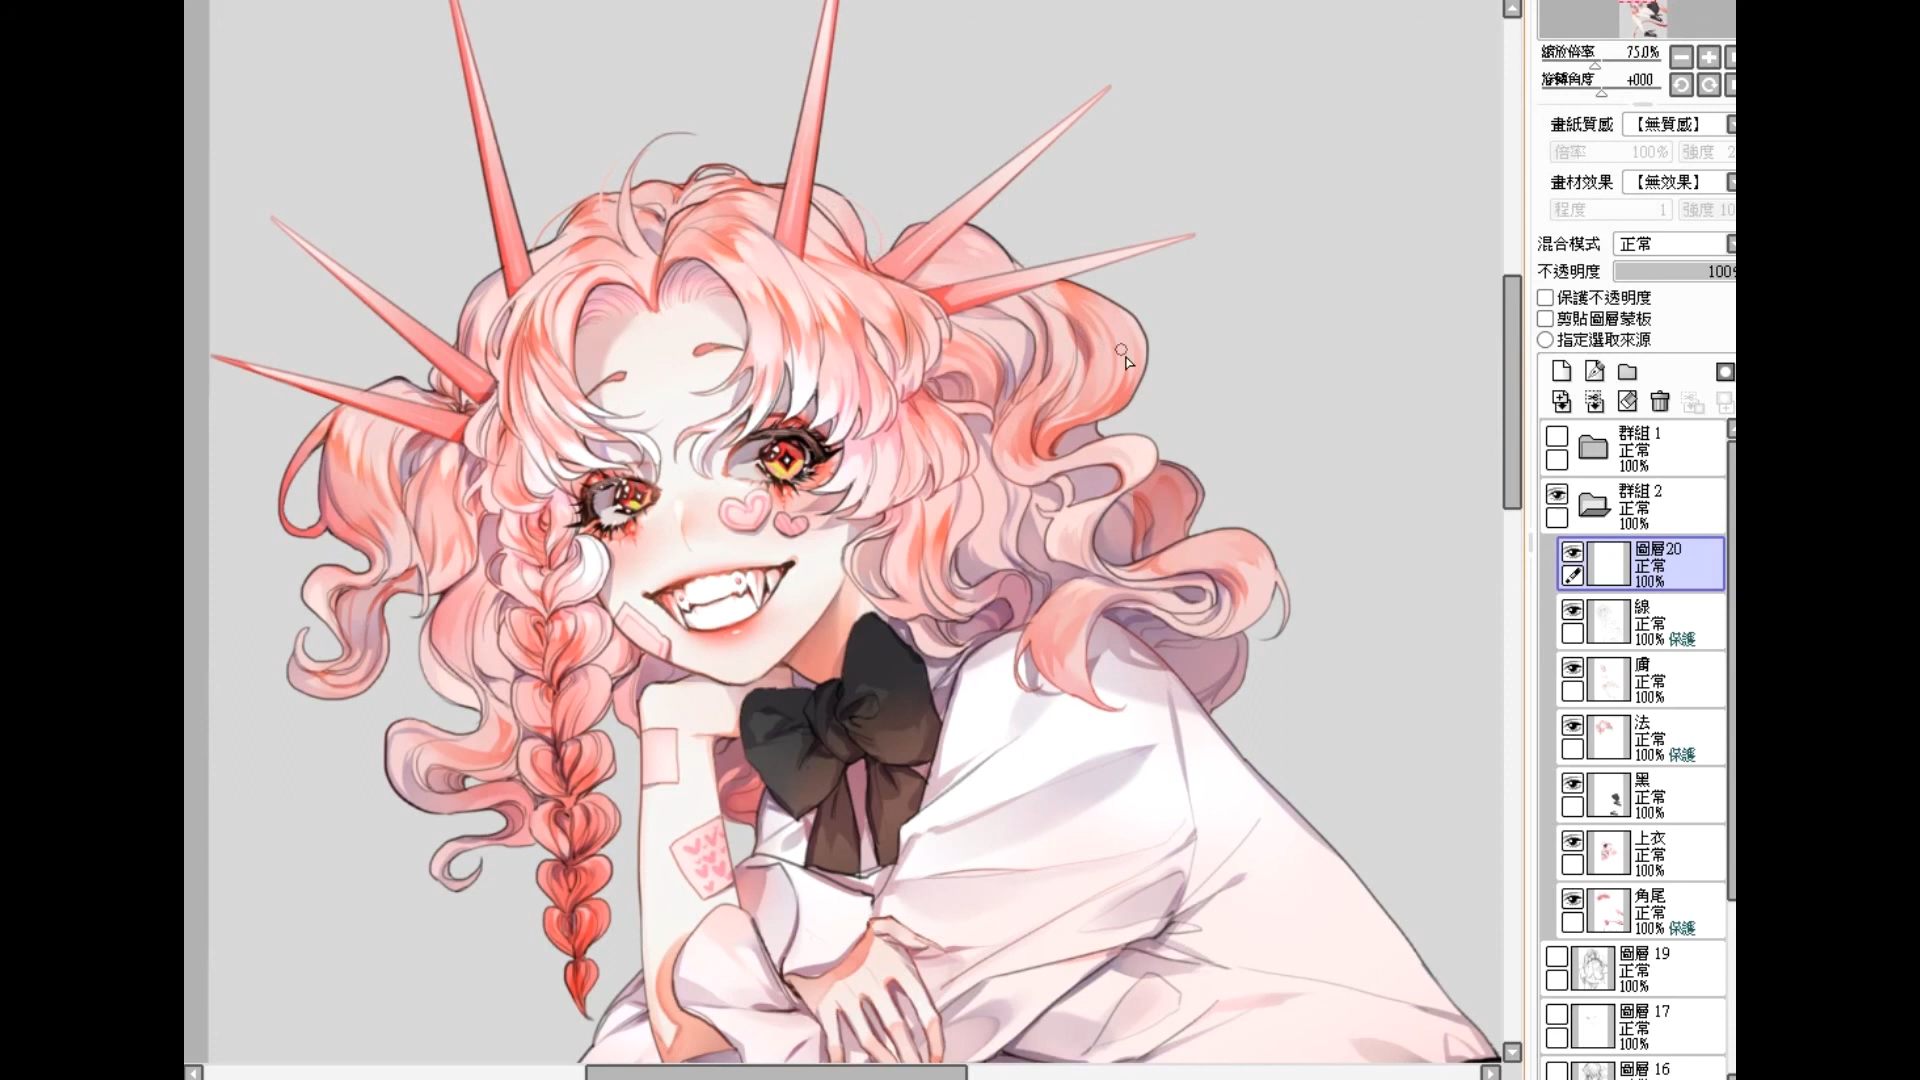 縮放倍率 75.0%
旋轉角度 +000
畫紙質感 【無質感】
倍率 100% 強度 2
畫材效果 【無效果】
程度 1 強度 10
混合模式 正常
不透明度 100%
保護不透明度
剪貼圖層蒙板
指定選取來源
群組 1
正常
100%
群組 2
正常
100%
圖層20
正常
100%
線
正常
100% 保護
膚
正常
100%
法
正常
100% 保護
黑
正常
100%
上衣
正常
100%
角尾
正常
100% 保護
圖層 19
正常
100%
圖層 17
正常
100%
圖層 16
正常